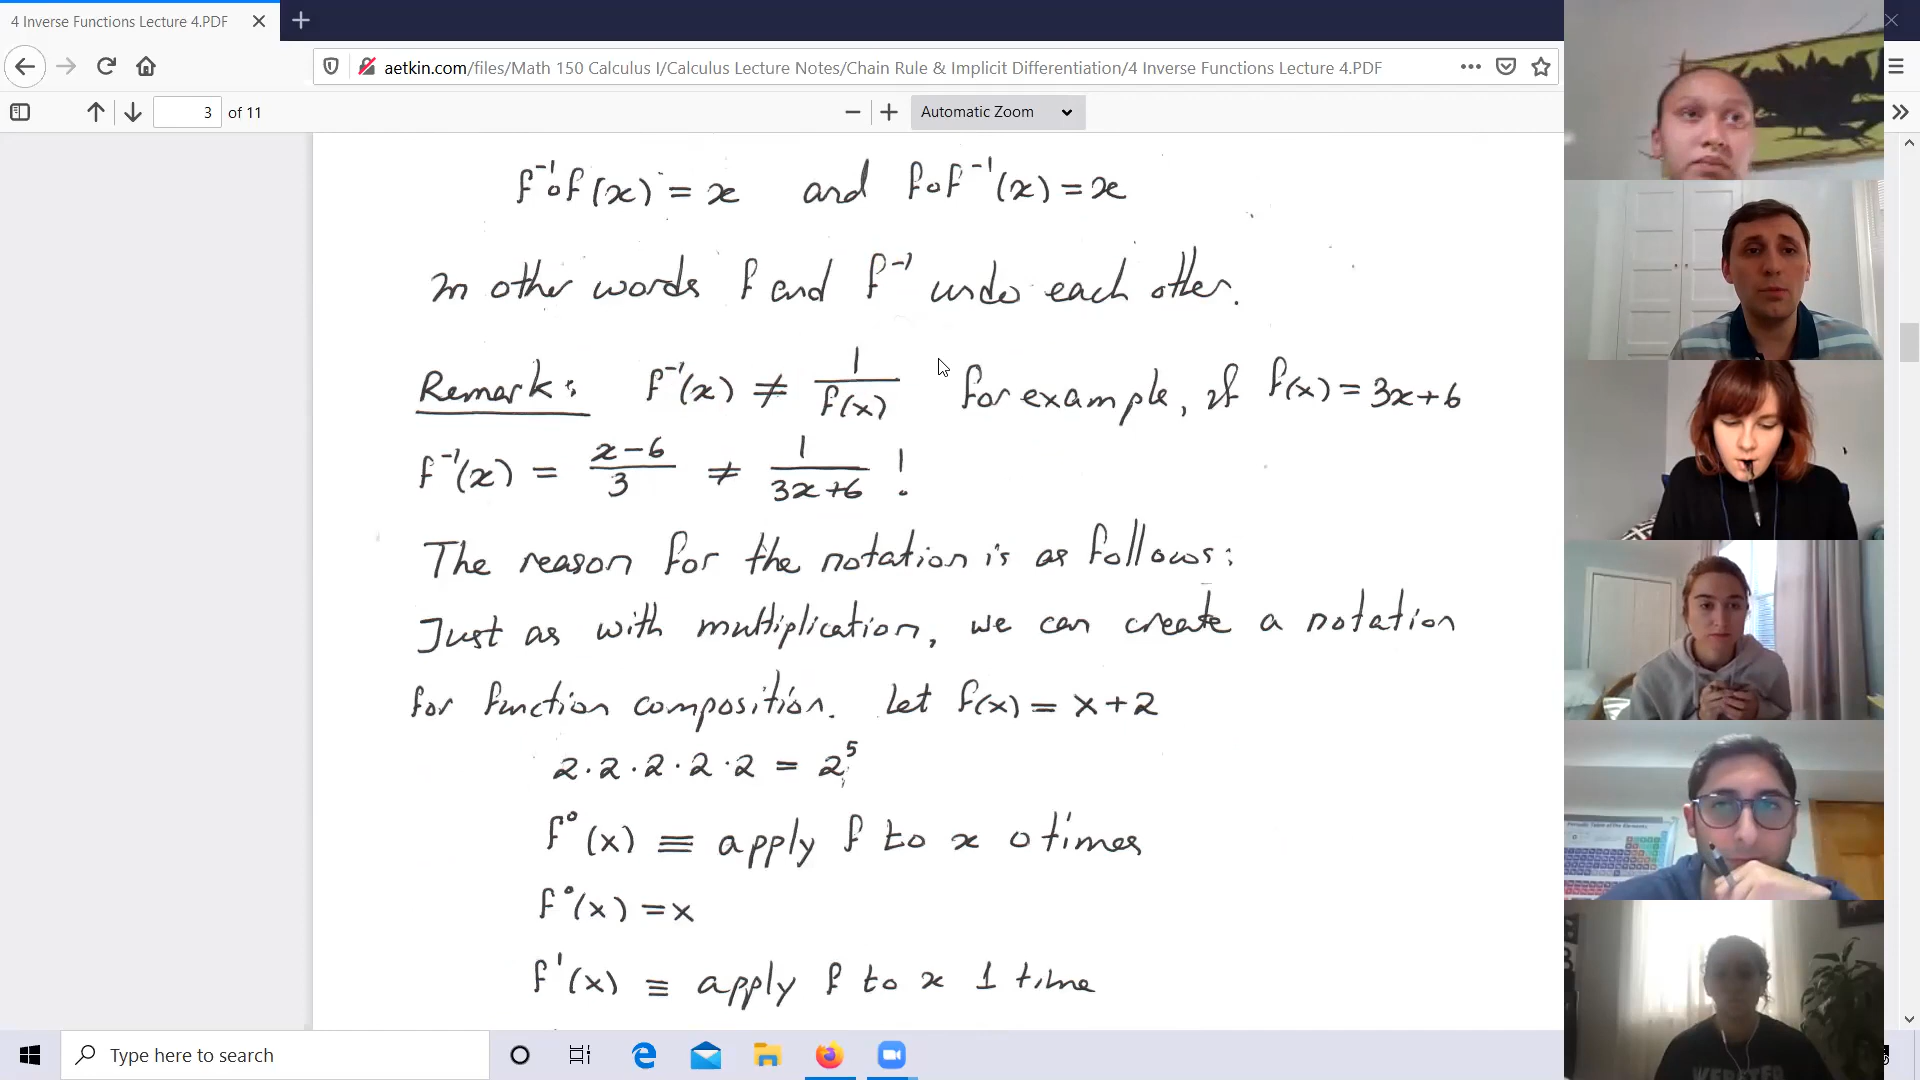 4 Inverse Functions Lecture 4.PDF
aetkin.com/files/Math 150 Calculus I/Calculus Lecture Notes/Chain Rule & Implicit Differentiation/4 Inverse Functions Lecture 4.PDF
3 of 11
Automatic Zoom
f⁻¹∘f(x) = x and f∘f⁻¹(x) = x
In other words f and f⁻¹ undo each other.
Remark: f⁻¹(x) ≠ 1/f(x) For example, if f(x) = 3x+6
f⁻¹(x) = (x-6)/3 ≠ 1/(3x+6) !
The reason for the notation is as follows:
Just as with multiplication, we can create a notation
for function composition. Let f(x) = x+2
2·2·2·2·2 = 2⁵
f⁰(x) ≡ apply f to x 0 times
f⁰(x) = x
f¹(x) ≡ apply f to x 1 time
Type here to search